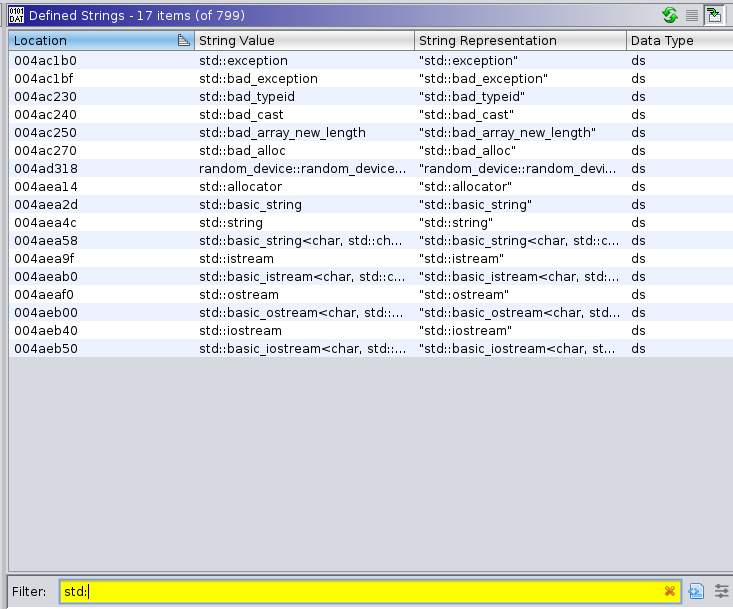 0101 DAT Defined Strings - 17 items (of 799)
Location String Value String Representation Data Type
004ac1b0 std::exception "std::exception" ds
004ac1bf std::bad_exception "std::bad_exception" ds
004ac230 std::bad_typeid "std::bad_typeid" ds
004ac240 std::bad_cast "std::bad_cast" ds
004ac250 std::bad_array_new_length "std::bad_array_new_length" ds
004ac270 std::bad_alloc "std::bad_alloc" ds
004ad318 random_device::random_device... "random_device::random_devi... ds
004aea14 std::allocator "std::allocator" ds
004aea2d std::basic_string "std::basic_string" ds
004aea4c std::string "std::string" ds
004aea58 std::basic_string<char, std::ch... "std::basic_string<char, std::c... ds
004aea9f std::istream "std::istream" ds
004aeab0 std::basic_istream<char, std::c... "std::basic_istream<char, std:... ds
004aeaf0 std::ostream "std::ostream" ds
004aeb00 std::basic_ostream<char, std::... "std::basic_ostream<char, std... ds
004aeb40 std::iostream "std::iostream" ds
004aeb50 std::basic_iostream<char, std::... "std::basic_iostream<char, st... ds
Filter: std: